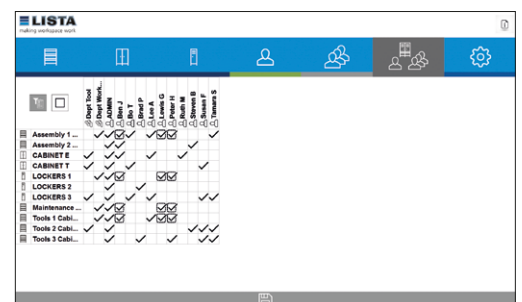 LISTA
making workspace work
Dept Tool
Dept Work...
ADMIN
Ben J
Bo T
Brad P
Lee A
Lewis G
Peter H
Ruth M
Steven B
Susan F
Tamara S
Assembly 1 ...
Assembly 2 ...
CABINET E
CABINET T
LOCKERS 1
LOCKERS 2
LOCKERS 3
Maintenance ...
Tools 1 Cabi...
Tools 2 Cabi...
Tools 3 Cabi...